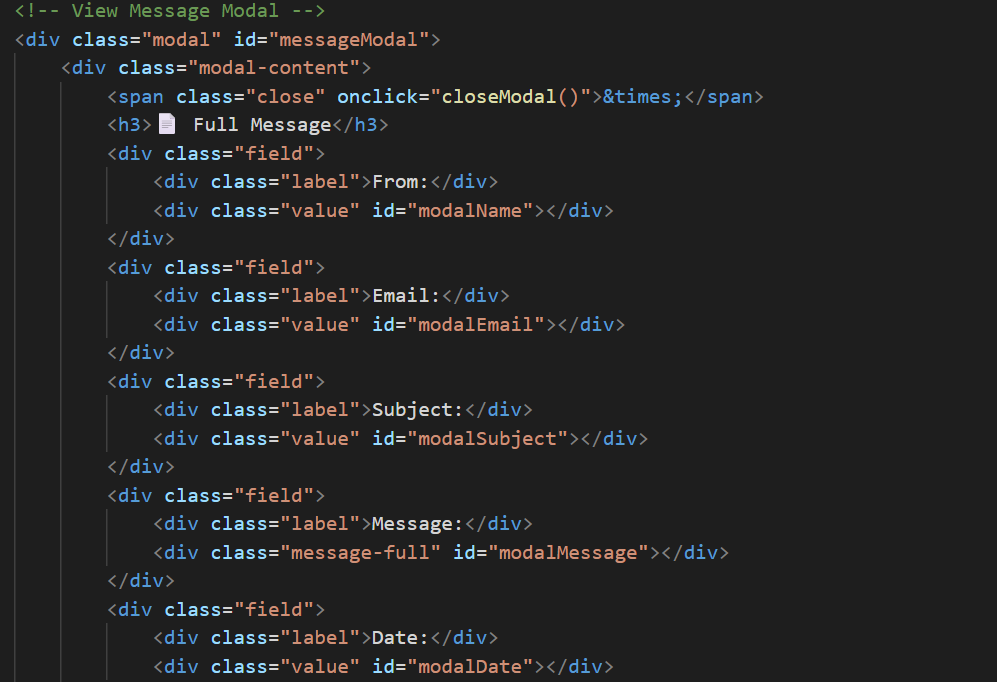 <!-- View Message Modal -->
<div class="modal" id="messageModal">
<div class="modal-content">
<span class="close" onclick="closeModal()">&times;</span>
<h3>📄 Full Message</h3>
<div class="field">
<div class="label">From:</div>
<div class="value" id="modalName"></div>
</div>
<div class="field">
<div class="label">Email:</div>
<div class="value" id="modalEmail"></div>
</div>
<div class="field">
<div class="label">Subject:</div>
<div class="value" id="modalSubject"></div>
</div>
<div class="field">
<div class="label">Message:</div>
<div class="message-full" id="modalMessage"></div>
</div>
<div class="field">
<div class="label">Date:</div>
<div class="value" id="modalDate"></div>